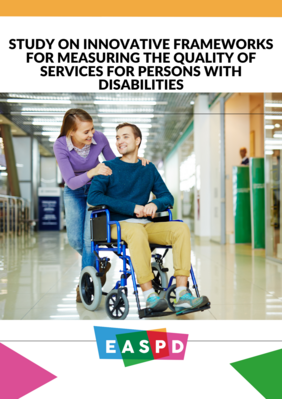 STUDY ON INNOVATIVE FRAMEWORKS
FOR MEASURING THE QUALITY OF
SERVICES FOR PERSONS WITH
DISABILITIES
EASPD